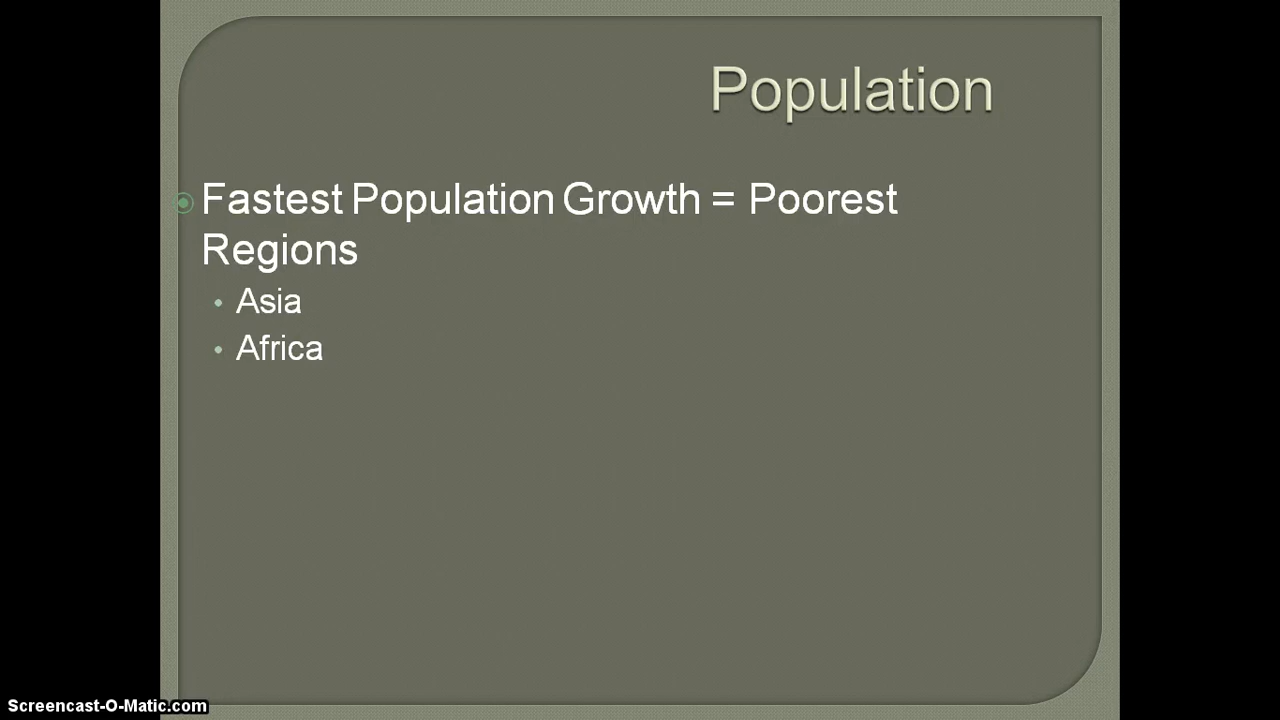 Population
Fastest Population Growth = Poorest
Regions
Asia
Africa
Screencast-O-Matic.com